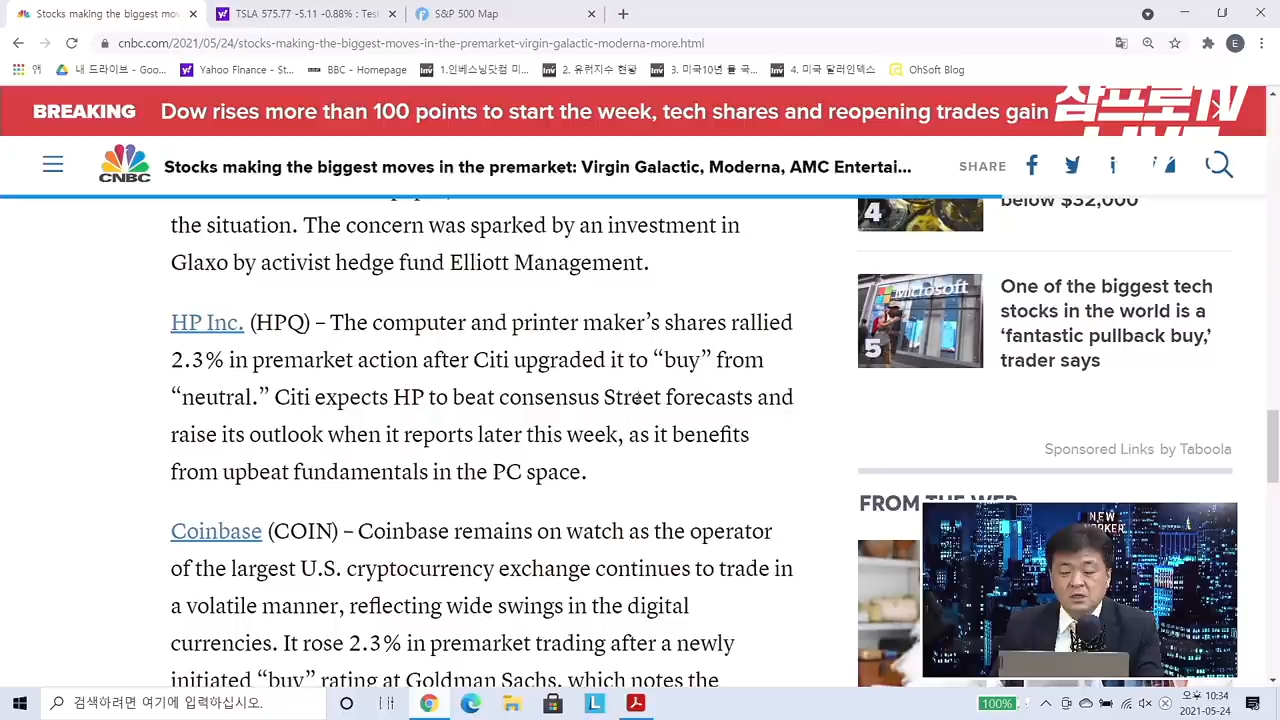 Stocks making the biggest mov
TSLA 575.77 -5.11 -0.88% : Tesl
S&P 500 Map
cnbc.com/2021/05/24/stocks-making-the-biggest-moves-in-the-premarket-virgin-galactic-moderna-more.html
E
앱
내 드라이브 - Goo...
Yahoo Finance - St...
BBC - Homepage
1.인베스닝닷컴 미...
2. 유런지수 현황
3. 미국10년 물 국...
4. 미국 달러인덱스
OhSoft Blog
BREAKING
Dow rises more than 100 points to start the week, tech shares and reopening trades gain
삼프로TV
LIVE
CNBC
Stocks making the biggest moves in the premarket: Virgin Galactic, Moderna, AMC Entertai...
SHARE
the situation. The concern was sparked by an investment in
Glaxo by activist hedge fund Elliott Management.
HP Inc. (HPQ) – The computer and printer maker’s shares rallied
2.3% in premarket action after Citi upgraded it to “buy” from
“neutral.” Citi expects HP to beat consensus Street forecasts and
raise its outlook when it reports later this week, as it benefits
from upbeat fundamentals in the PC space.
Coinbase (COIN) – Coinbase remains on watch as the operator
of the largest U.S. cryptocurrency exchange continues to trade in
a volatile manner, reflecting wide swings in the digital
currencies. It rose 2.3% in premarket trading after a newly
initiated “buy” rating at Goldman Sachs, which notes the
4
below $32,000
Microsoft
5
One of the biggest tech
stocks in the world is a
‘fantastic pullback buy,’
trader says
Sponsored Links by Taboola
FROM THE WEB
NEW
검색하려면 여기에 입력하십시오.
100%
오후 10:34
2021-05-24